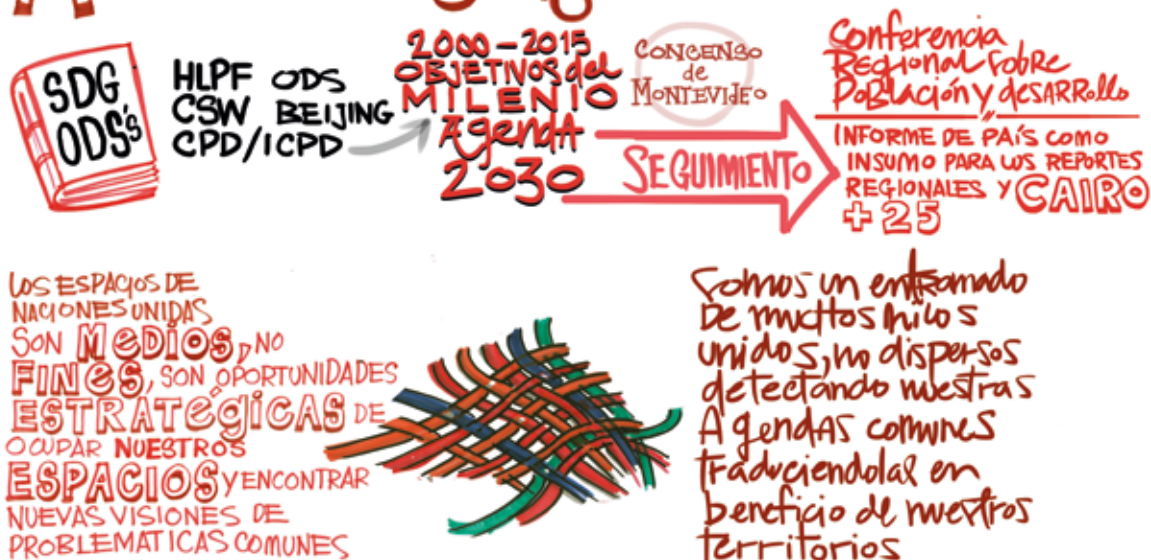 SDG
ODS's
HLPF ODS
CSW BEIJING
CPD/ICPD
2000-2015
OBJETIVOS del
MILENIO
AgendA
2030
CONCENSO
de
MONTEVIDEO
SEGUIMIENTO
Conferencia
REgional sobre
Población y desARRollo
INFORME DE PAÍS COMO
INSUMO PARA LOS REPORTES
REGIONALES Y CAIRO
+25
LOS ESPACIOS DE
NACIONES UNIDAS
SON MEDIOS, NO
FINES, SON OPORTUNIDADES
ESTRATÉgICAS DE
OCUPAR NUESTROS
ESPACIOS Y ENCONTRAR
NUEVAS VISIONES DE
PROBLEMATICAS COMUNES
Somos un entramado
De muchos hilos
unidos, no dispersos
detectando nuestras
AgendAs comunes
traduciendolas en
beneficio de nuestros
territorios